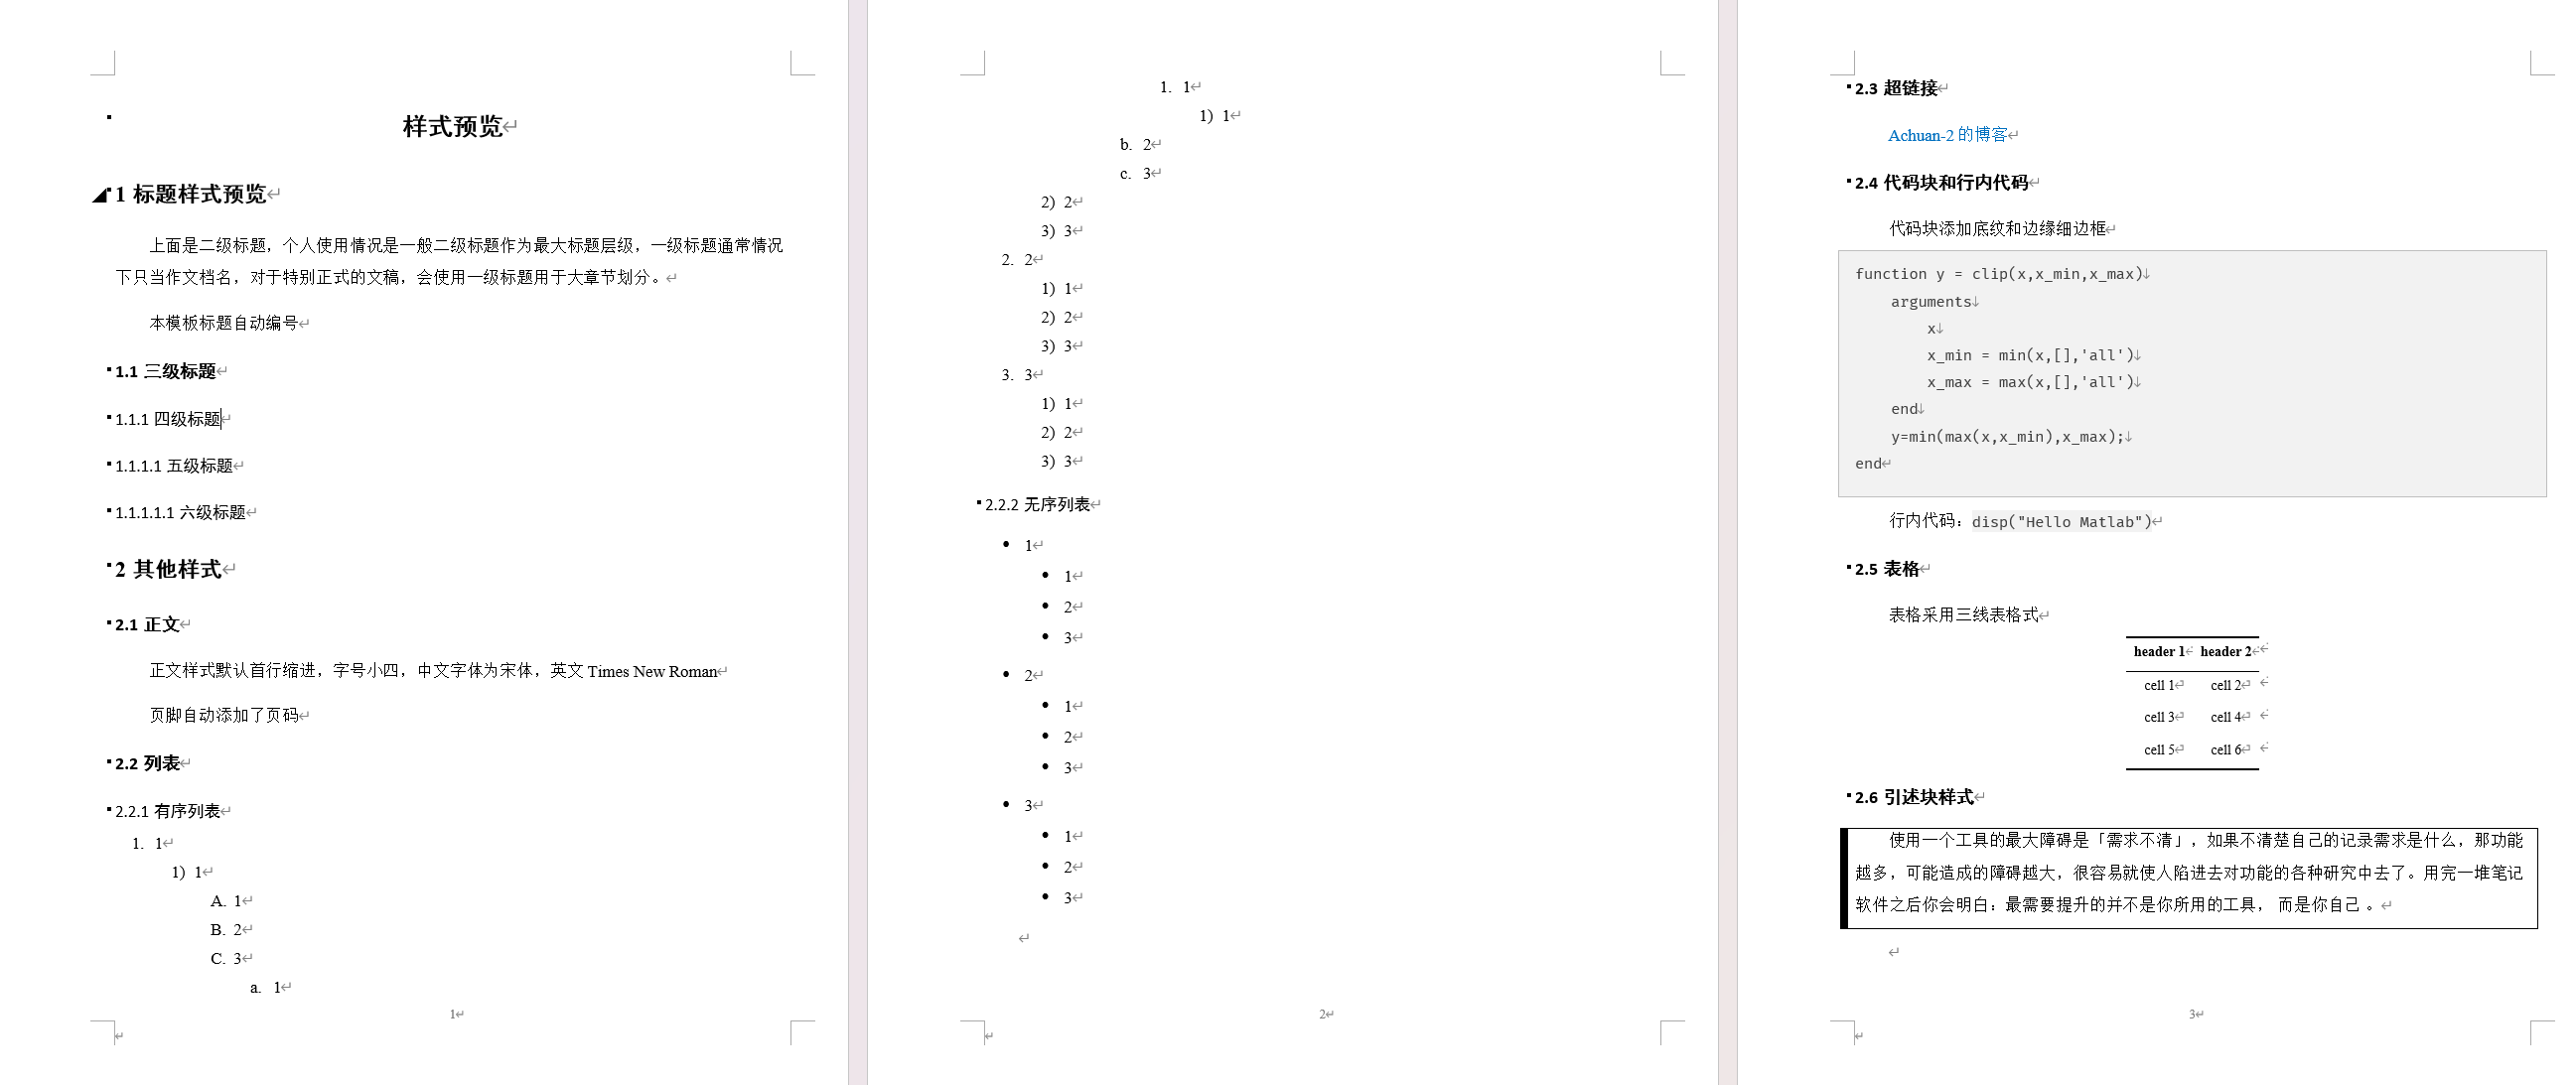 样式预览
1 标题样式预览
上面是二级标题，个人使用情况是一般二级标题作为最大标题层级，一级标题通常情况
下只当作文档名，对于特别正式的文稿，会使用一级标题用于大章节划分。
本模板标题自动编号
1.1 三级标题
1.1.1 四级标题
1.1.1.1 五级标题
1.1.1.1.1 六级标题
2 其他样式
2.1 正文
正文样式默认首行缩进，字号小四，中文字体为宋体，英文 Times New Roman
页脚自动添加了页码
2.2 列表
2.2.1 有序列表
1. 1
1) 1
A. 1
B. 2
C. 3
a. 1
1
1. 1
1) 1
b. 2
c. 3
2) 2
3) 3
2. 2
1) 1
2) 2
3) 3
3. 3
1) 1
2) 2
3) 3
2.2.2 无序列表
• 1
• 1
• 2
• 3
• 2
• 1
• 2
• 3
• 3
• 1
• 2
• 3
2
2.3 超链接
Achuan-2 的博客
2.4 代码块和行内代码
代码块添加底纹和边缘细边框
function y = clip(x,x_min,x_max)
arguments
x
x_min = min(x,[],'all')
x_max = max(x,[],'all')
end
y=min(max(x,x_min),x_max);
end
行内代码：disp("Hello Matlab")
2.5 表格
表格采用三线表格式
header 1 header 2
cell 1 cell 2
cell 3 cell 4
cell 5 cell 6
2.6 引述块样式
使用一个工具的最大障碍是「需求不清」，如果不清楚自己的记录需求是什么，那功能
越多，可能造成的障碍越大，很容易就使人陷进去对功能的各种研究中去了。用完一堆笔记
软件之后你会明白：最需要提升的并不是你所用的工具， 而是你自己 。
3